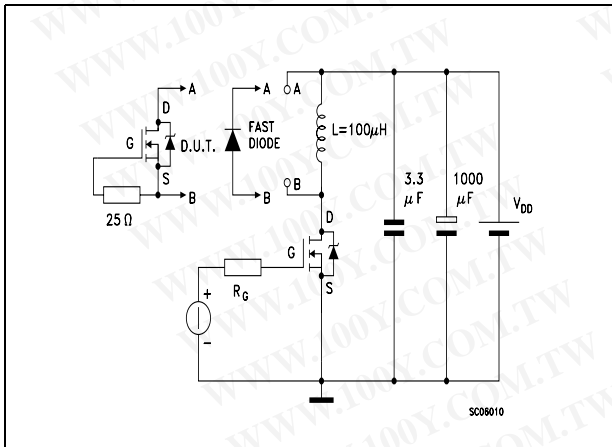 WWW.100Y.COM.TW
A
A
A
D
G
D.U.T.
S
B
25 Ω
FAST
DIODE
B
L=100μH
B
D
G
S
RG
+
-
3.3
μF
1000
μF
VDD
SC06010